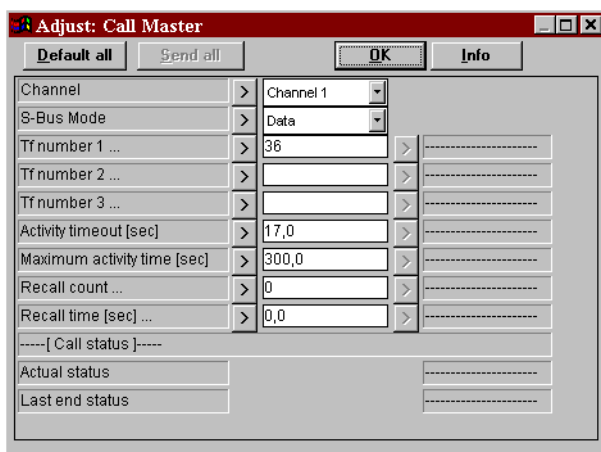 Adjust: Call Master
Default all Send all OK Info
Channel > Channel 1
S-Bus Mode > Data
Tf number 1 ... > 36 > ----------------------
Tf number 2 ... > > ----------------------
Tf number 3 ... > > ----------------------
Activity timeout [sec] > 17,0 > ----------------------
Maximum activity time [sec] > 300,0 > ----------------------
Recall count ... > 0 > ----------------------
Recall time [sec] ... > 0,0 > ----------------------
-----[ Call status ]-----
Actual status ----------------------
Last end status ----------------------